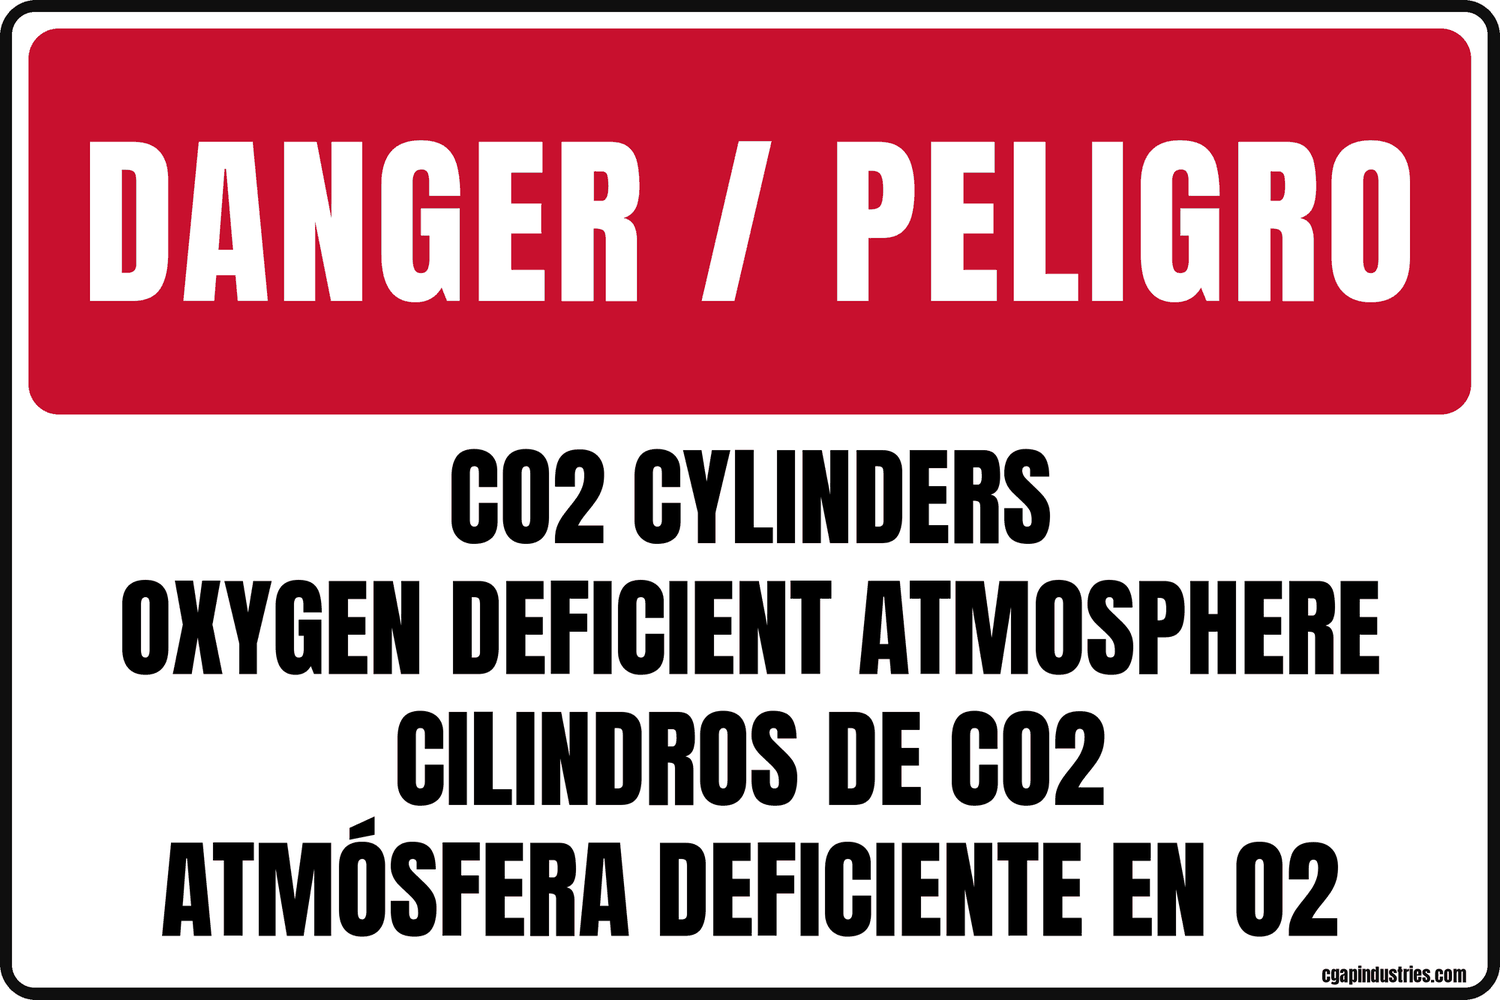 DANGER / PELIGRO
CO2 CYLINDERS
OXYGEN DEFICIENT ATMOSPHERE
CILINDROS DE CO2
ATMÓSFERA DEFICIENTE EN O2
cgapindustries.com